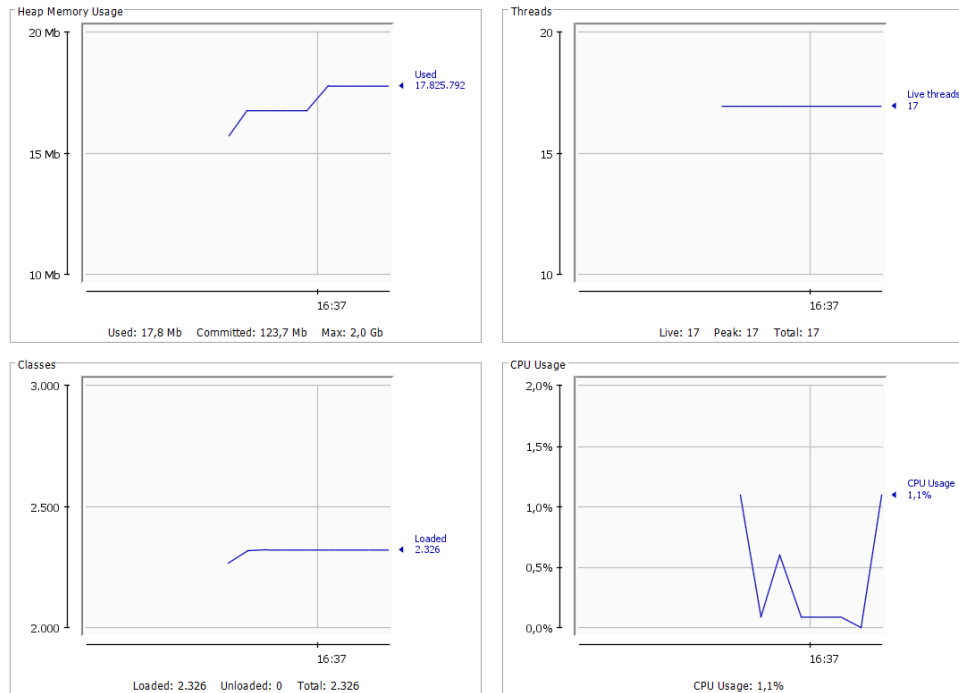 Heap Memory Usage
20 Mb
15 Mb
10 Mb
Used
17.825.792
16:37
Used: 17,8 Mb Committed: 123,7 Mb Max: 2,0 Gb
Threads
20
15
10
Live threads
17
16:37
Live: 17 Peak: 17 Total: 17
Classes
3.000
2.500
2.000
Loaded
2.326
16:37
Loaded: 2.326 Unloaded: 0 Total: 2.326
CPU Usage
2,0%
1,5%
1,0%
0,5%
0,0%
CPU Usage
1,1%
16:37
CPU Usage: 1,1%